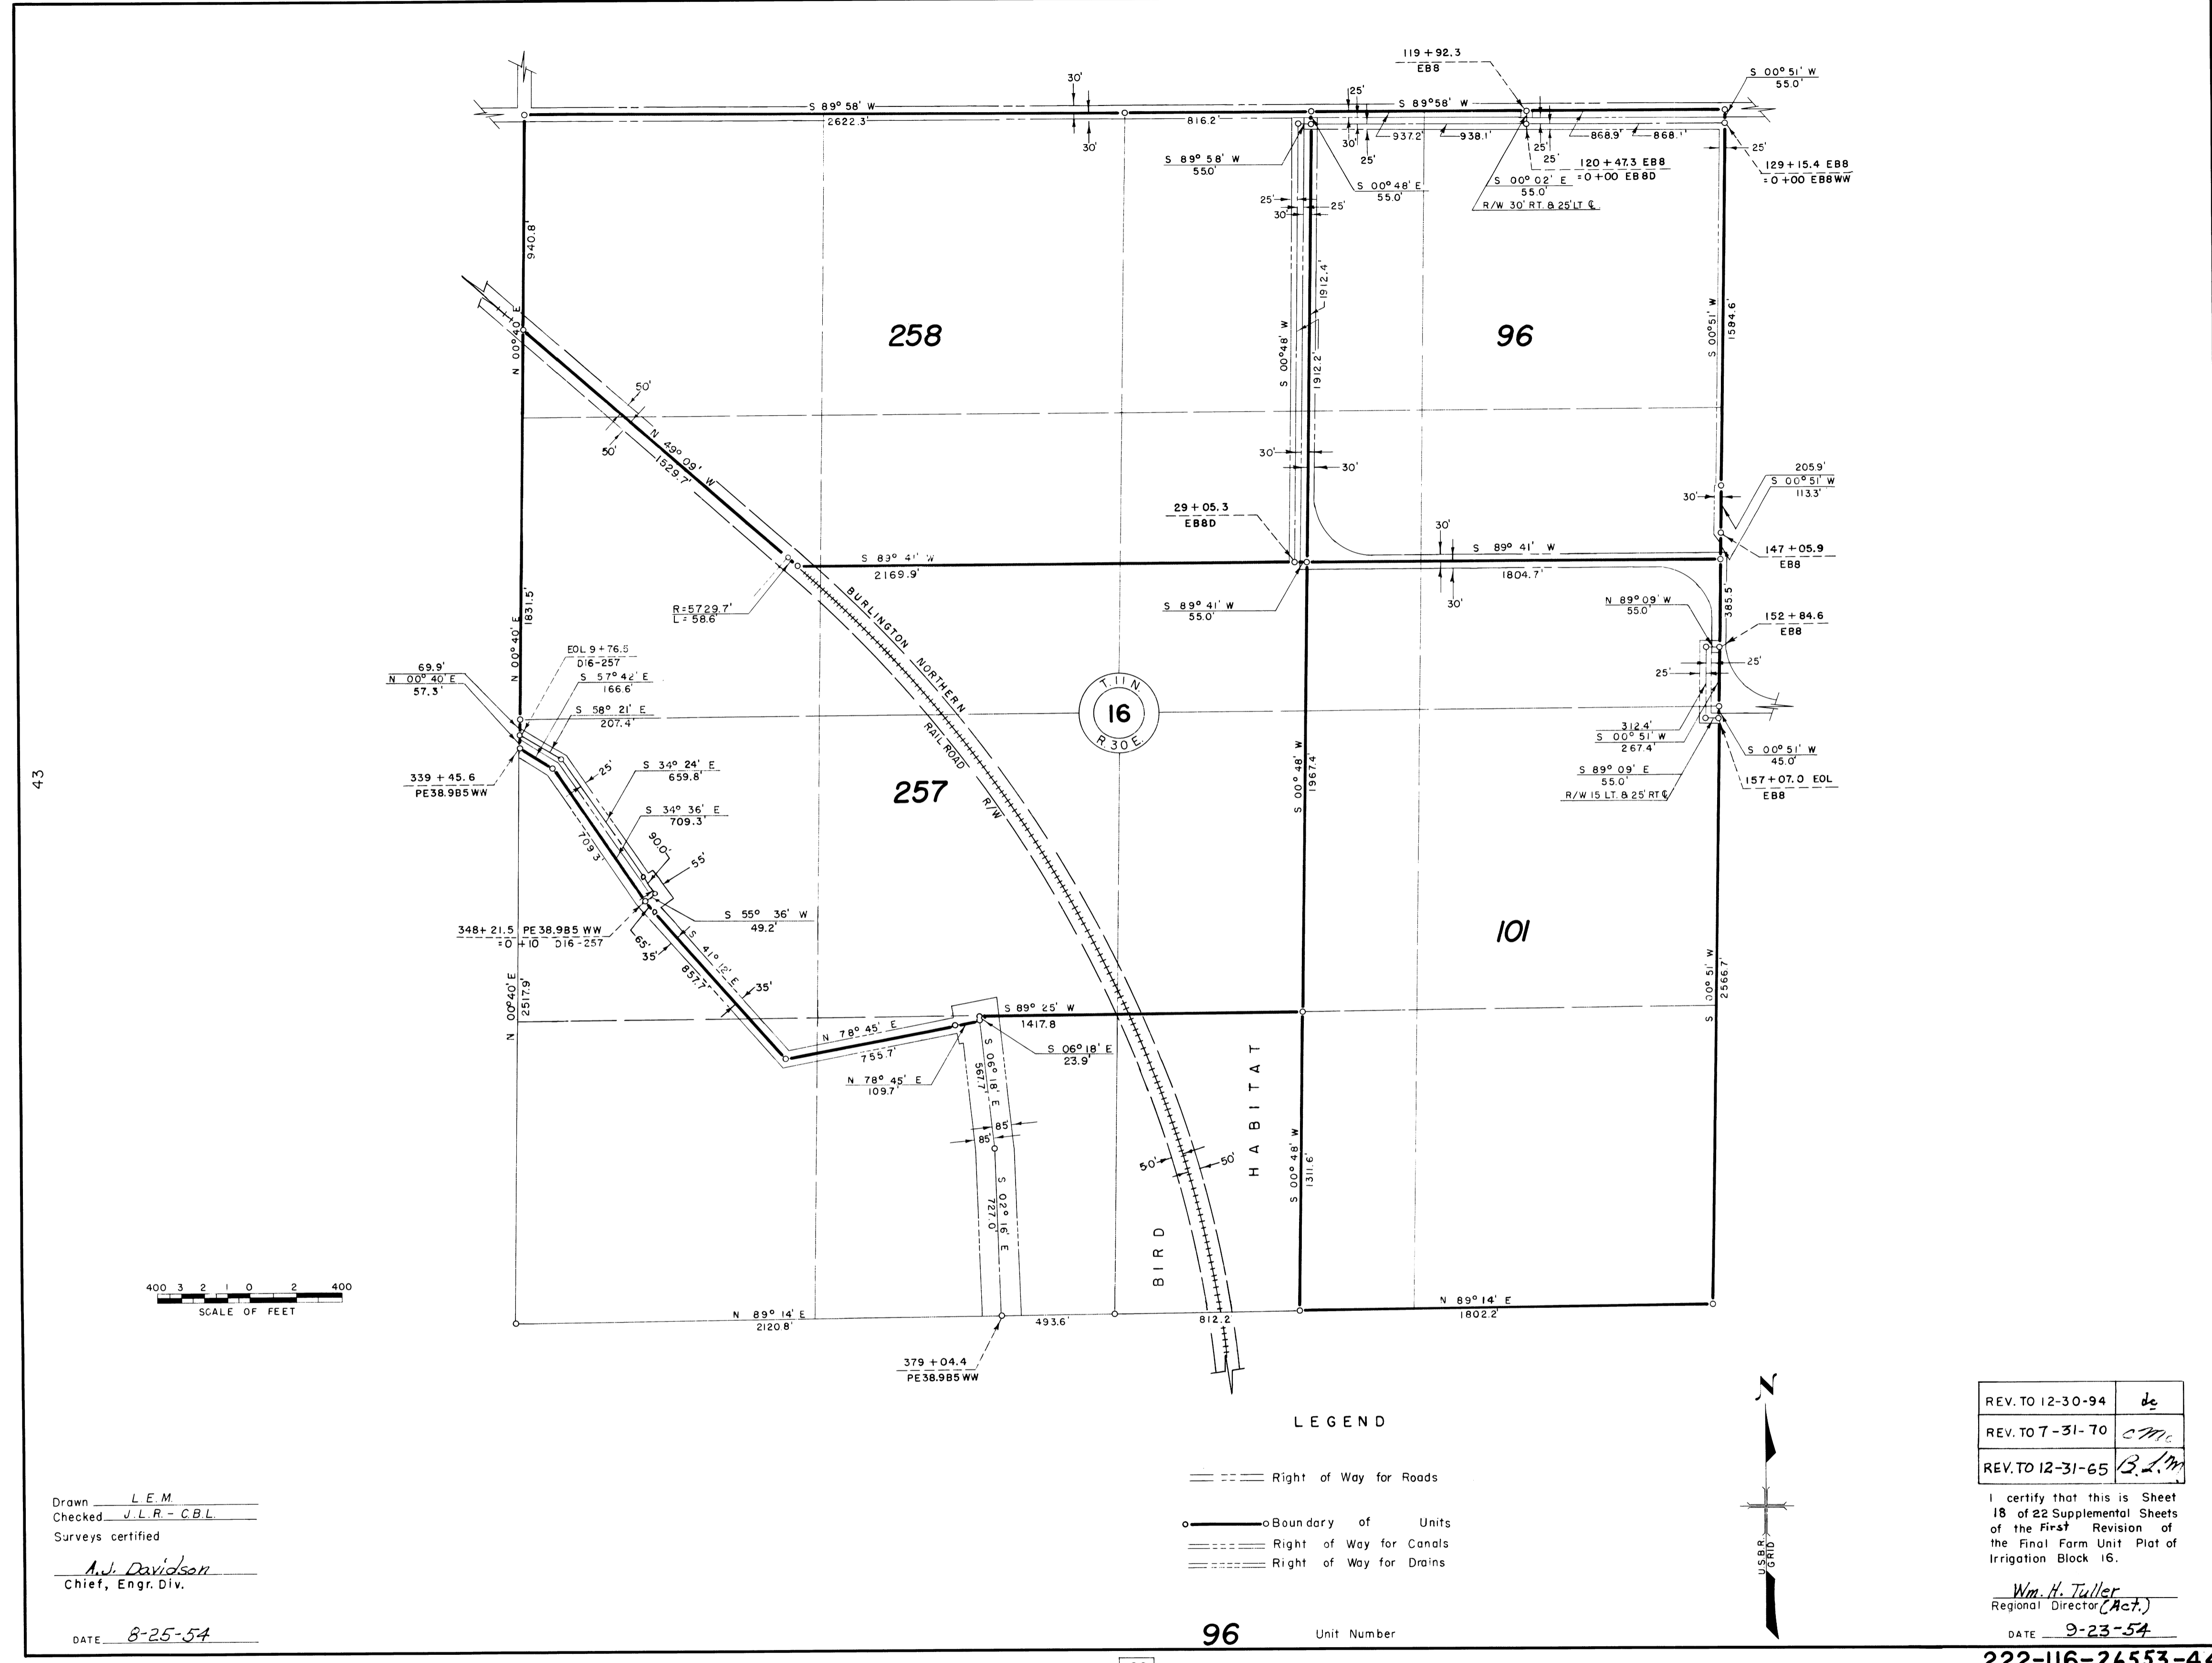 119 + 92.3
EB8
S 00° 51' W
55.0'
30'
25'
S 89° 58' W
2622.3'
816.2'
S 89° 58' W
30'
30'
25'
937.2'
938.1'
25'
25'
868.9'
868.1'
25'
S 89° 58' W
55.0'
S 00° 48' E
55.0'
120 + 47.3 EB8
= 0 + 00 EB8D
S 00° 02' E
55.0'
R/W 30' RT. & 25' LT ℄
129 + 15.4 EB8
= 0 + 00 EB8WW
25'
25'
30'
940.8'
N 00° 40' E
258
96
S 00° 48' W
1912.4'
1912.2'
S 00° 51' W
1584.6'
50'
50'
N 49° 09' W
1529.7'
30'
30'
205.9'
S 00° 51' W
113.3'
30'
29 + 05.3
EB8D
30'
S 89° 41' W
2169.9'
S 89° 41' W
1804.7'
30'
147 + 05.9
EB8
R = 5729.7'
L = 58.6'
S 89° 41' W
55.0'
N 89° 09' W
55.0'
385.5'
152 + 84.6
EB8
N 00° 40' E
1831.5'
BURLINGTON NORTHERN
RAILROAD R/W
EOL 9 + 76.5
D16-257
69.9'
N 00° 40' E
57.3'
S 57° 42' E
166.6'
S 58° 21' E
207.4'
25'
25'
T. 11 N.
16
R. 30 E.
312.4'
S 00° 51' W
267.4'
S 00° 51' W
45.0'
43
339 + 45.6
PE38.9B5WW
25'
S 34° 24' E
659.8'
S 34° 36' E
709.3'
709.3'
257
S 00° 48' W
1967.4'
S 89° 09' E
55.0'
R/W 15 LT. & 25' RT ℄
157 + 07.0 EOL
EB8
90.0'
55'
S 55° 36' W
49.2'
348 + 21.5 PE38.9B5 WW
= 0 + 10 D16-257
65'
35'
S 41° 12' E
857.7'
35'
101
N 00° 40' E
2517.9'
S 00° 51' W
2566.7'
N 78° 45' E
755.7'
S 89° 25' W
1417.8
N 78° 45' E
109.7'
S 06° 18' E
23.9'
S 06° 18' E
567.7'
85'
85'
BIRD HABITAT
50'
50'
S 00° 48' W
1311.6'
S 02° 16' E
727.0'
400 3 2 1 0 2 400
SCALE OF FEET
N 89° 14' E
2120.8'
493.6'
812.2
N 89° 14' E
1802.2'
379 + 04.4
PE38.9B5WW
LEGEND
Right of Way for Roads
Boundary of Units
Right of Way for Canals
Right of Way for Drains
96 Unit Number
N
U.S.B.R.
GRID
Drawn L.E.M.
Checked J.L.R. - C.B.L.
Surveys certified
A.J. Davidson
Chief, Engr. Div.
DATE 8-25-54
REV. TO 12-30-94 dc
REV. TO 7-31-70 CMc
REV. TO 12-31-65 B.L.M.
I certify that this is Sheet
18 of 22 Supplemental Sheets
of the First Revision of
the Final Farm Unit Plat of
Irrigation Block 16.
Wm. H. Tuller
Regional Director (Act.)
DATE 9-23-54